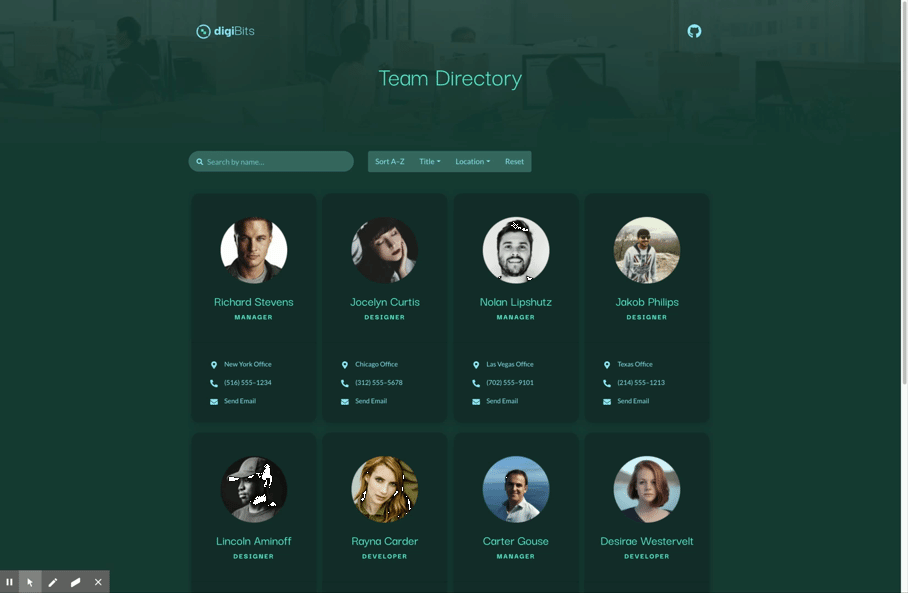 digiBits
Team Directory
Search by name...
Sort A-Z Title Location Reset
Richard Stevens
MANAGER
New York Office
(516) 555-1234
Send Email
Jocelyn Curtis
DESIGNER
Chicago Office
(312) 555-5678
Send Email
Nolan Lipshutz
MANAGER
Las Vegas Office
(702) 555-9101
Send Email
Jakob Philips
DESIGNER
Texas Office
(214) 555-1213
Send Email
Lincoln Aminoff
DESIGNER
Rayna Carder
DEVELOPER
Carter Gouse
MANAGER
Desirae Westervelt
DEVELOPER